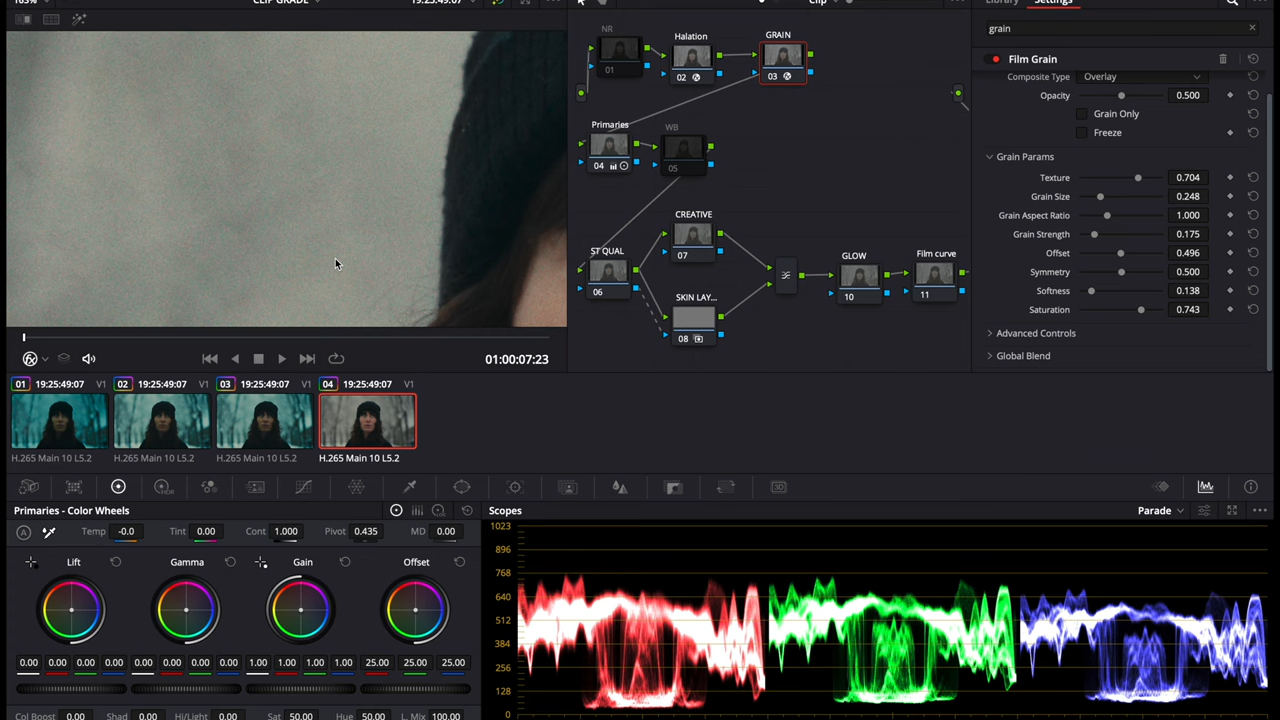 163%
CLIP GRADE
19:25:49:07
Clip
Library
Settings
grain
Film Grain
Composite Type
Overlay
Opacity
0.500
Grain Only
Freeze
Grain Params
Texture
0.704
Grain Size
0.248
Grain Aspect Ratio
1.000
Grain Strength
0.175
Offset
0.496
Symmetry
0.500
Softness
0.138
Saturation
0.743
Advanced Controls
Global Blend
NR
01
Halation
02
GRAIN
03
Primaries
04
WB
05
ST QUAL
06
CREATIVE
07
SKIN LAY...
08
GLOW
10
Film curve
11
01:00:07:23
01 19:25:49:07 V1
02 19:25:49:07 V1
03 19:25:49:07 V1
04 19:25:49:07 V1
H.265 Main 10 L5.2
H.265 Main 10 L5.2
H.265 Main 10 L5.2
H.265 Main 10 L5.2
HDR
3D
Primaries - Color Wheels
A
Temp -0.0 Tint 0.00 Cont 1.000 Pivot 0.435 MD 0.00
Lift
Gamma
Gain
Offset
0.00 0.00 0.00 0.00 0.00 0.00 0.00 0.00 1.00 1.00 1.00 1.00 25.00 25.00 25.00
Col Boost 0.00 Shad 0.00 Hi/Light 0.00 Sat 50.00 Hue 50.00 L. Mix 100.00
Scopes
Parade
1023
896
768
640
512
384
256
128
0